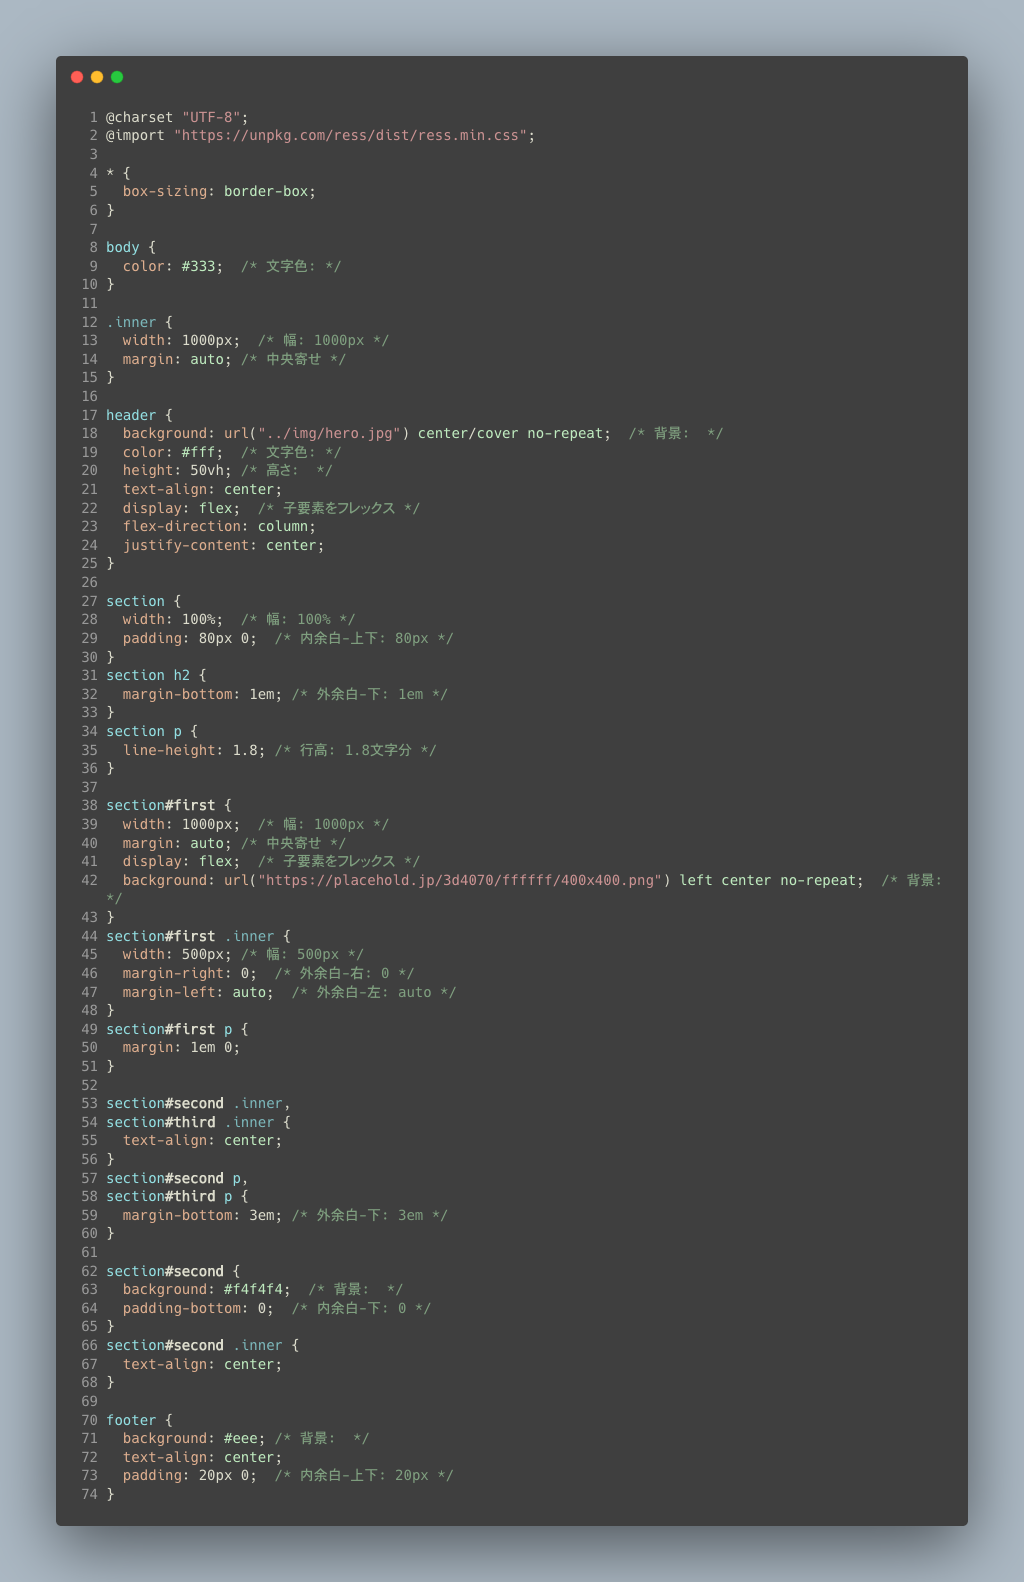 1 @charset "UTF-8";
2 @import "https://unpkg.com/ress/dist/ress.min.css";
3
4 * {
5   box-sizing: border-box;
6 }
7
8 body {
9   color: #333;  /* 文字色: */
10 }
11
12 .inner {
13   width: 1000px;  /* 幅: 1000px */
14   margin: auto; /* 中央寄せ */
15 }
16
17 header {
18   background: url("../img/hero.jpg") center/cover no-repeat;  /* 背景:  */
19   color: #fff;  /* 文字色: */
20   height: 50vh; /* 高さ:  */
21   text-align: center;
22   display: flex;  /* 子要素をフレックス */
23   flex-direction: column;
24   justify-content: center;
25 }
26
27 section {
28   width: 100%;  /* 幅: 100% */
29   padding: 80px 0;  /* 内余白-上下: 80px */
30 }
31 section h2 {
32   margin-bottom: 1em; /* 外余白-下: 1em */
33 }
34 section p {
35   line-height: 1.8; /* 行高: 1.8文字分 */
36 }
37
38 section#first {
39   width: 1000px;  /* 幅: 1000px */
40   margin: auto; /* 中央寄せ */
41   display: flex;  /* 子要素をフレックス */
42   background: url("https://placehold.jp/3d4070/ffffff/400x400.png") left center no-repeat;  /* 背景:
*/
43 }
44 section#first .inner {
45   width: 500px; /* 幅: 500px */
46   margin-right: 0;  /* 外余白-右: 0 */
47   margin-left: auto;  /* 外余白-左: auto */
48 }
49 section#first p {
50   margin: 1em 0;
51 }
52
53 section#second .inner,
54 section#third .inner {
55   text-align: center;
56 }
57 section#second p,
58 section#third p {
59   margin-bottom: 3em; /* 外余白-下: 3em */
60 }
61
62 section#second {
63   background: #f4f4f4;  /* 背景:  */
64   padding-bottom: 0;  /* 内余白-下: 0 */
65 }
66 section#second .inner {
67   text-align: center;
68 }
69
70 footer {
71   background: #eee; /* 背景:  */
72   text-align: center;
73   padding: 20px 0;  /* 内余白-上下: 20px */
74 }